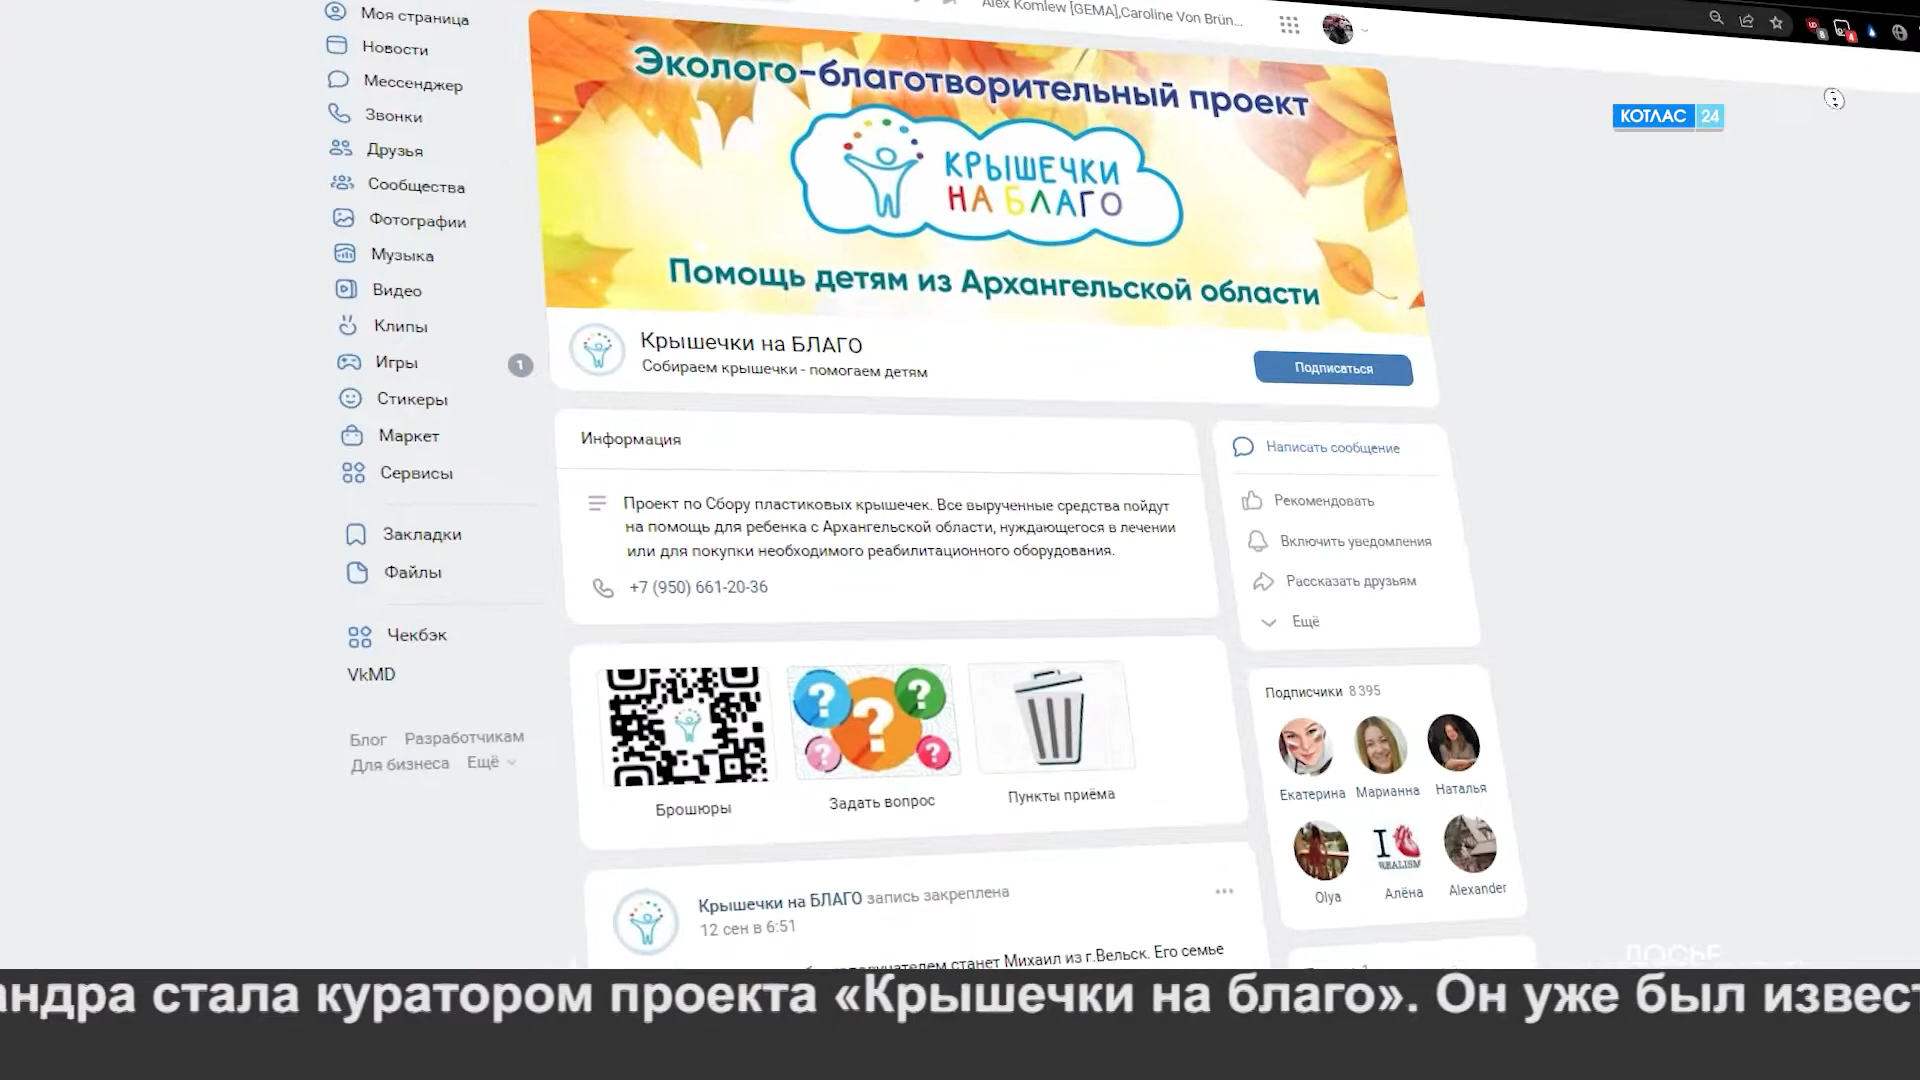 Alex Komlew [GEMA],Caroline Von Brün...
Моя страница
Новости
Мессенджер
Звонки
Друзья
Сообщества
Фотографии
Музыка
Видео
Клипы
Игры
1
Стикеры
Маркет
Сервисы
Закладки
Файлы
Чекбэк
VkMD
Блог Разработчикам
Для бизнеса Ещё
Эколого-благотворительный проект
КРЫШЕЧКИ
НА БЛАГО
Помощь детям из Архангельской области
КОТЛАС 24
Крышечки на БЛАГО
Собираем крышечки - помогаем детям
Подписаться
Информация
Проект по Сбору пластиковых крышечек. Все вырученные средства пойдут
на помощь для ребенка с Архангельской области, нуждающегося в лечении
или для покупки необходимого реабилитационного оборудования.
+7 (950) 661-20-36
Написать сообщение
Рекомендовать
Включить уведомления
Рассказать друзьям
Ещё
Брошюры
Задать вопрос
Пункты приёма
Подписчики 8 395
Екатерина Марианна Наталья
I
REALISM
Olya Алёна Alexander
Крышечки на БЛАГО запись закреплена
12 сен в 6:51
станет Михаил из г.Вельск. Его семье
ДОСЬЕ
андра стала куратором проекта «Крышечки на благо». Он уже был извест